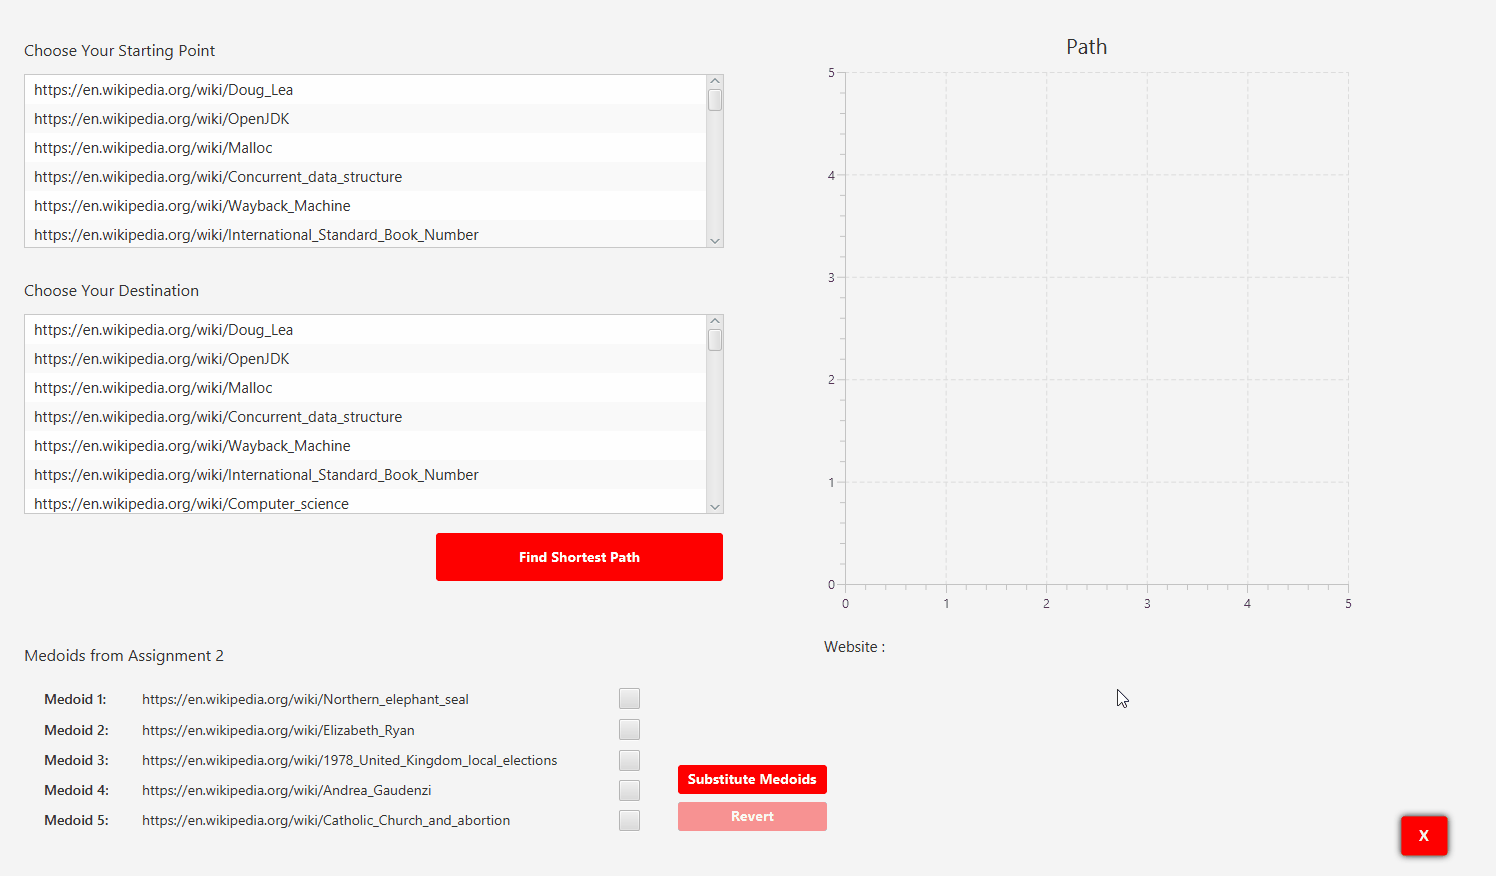 Choose Your Starting Point
https://en.wikipedia.org/wiki/Doug_Lea
https://en.wikipedia.org/wiki/OpenJDK
https://en.wikipedia.org/wiki/Malloc
https://en.wikipedia.org/wiki/Concurrent_data_structure
https://en.wikipedia.org/wiki/Wayback_Machine
https://en.wikipedia.org/wiki/International_Standard_Book_Number
Choose Your Destination
https://en.wikipedia.org/wiki/Doug_Lea
https://en.wikipedia.org/wiki/OpenJDK
https://en.wikipedia.org/wiki/Malloc
https://en.wikipedia.org/wiki/Concurrent_data_structure
https://en.wikipedia.org/wiki/Wayback_Machine
https://en.wikipedia.org/wiki/International_Standard_Book_Number
https://en.wikipedia.org/wiki/Computer_science
Find Shortest Path
Medoids from Assignment 2
Medoid 1: https://en.wikipedia.org/wiki/Northern_elephant_seal
Medoid 2: https://en.wikipedia.org/wiki/Elizabeth_Ryan
Medoid 3: https://en.wikipedia.org/wiki/1978_United_Kingdom_local_elections
Medoid 4: https://en.wikipedia.org/wiki/Andrea_Gaudenzi
Medoid 5: https://en.wikipedia.org/wiki/Catholic_Church_and_abortion
Substitute Medoids
Revert
Path
5
4
3
2
1
0
0 1 2 3 4 5
Website :
X